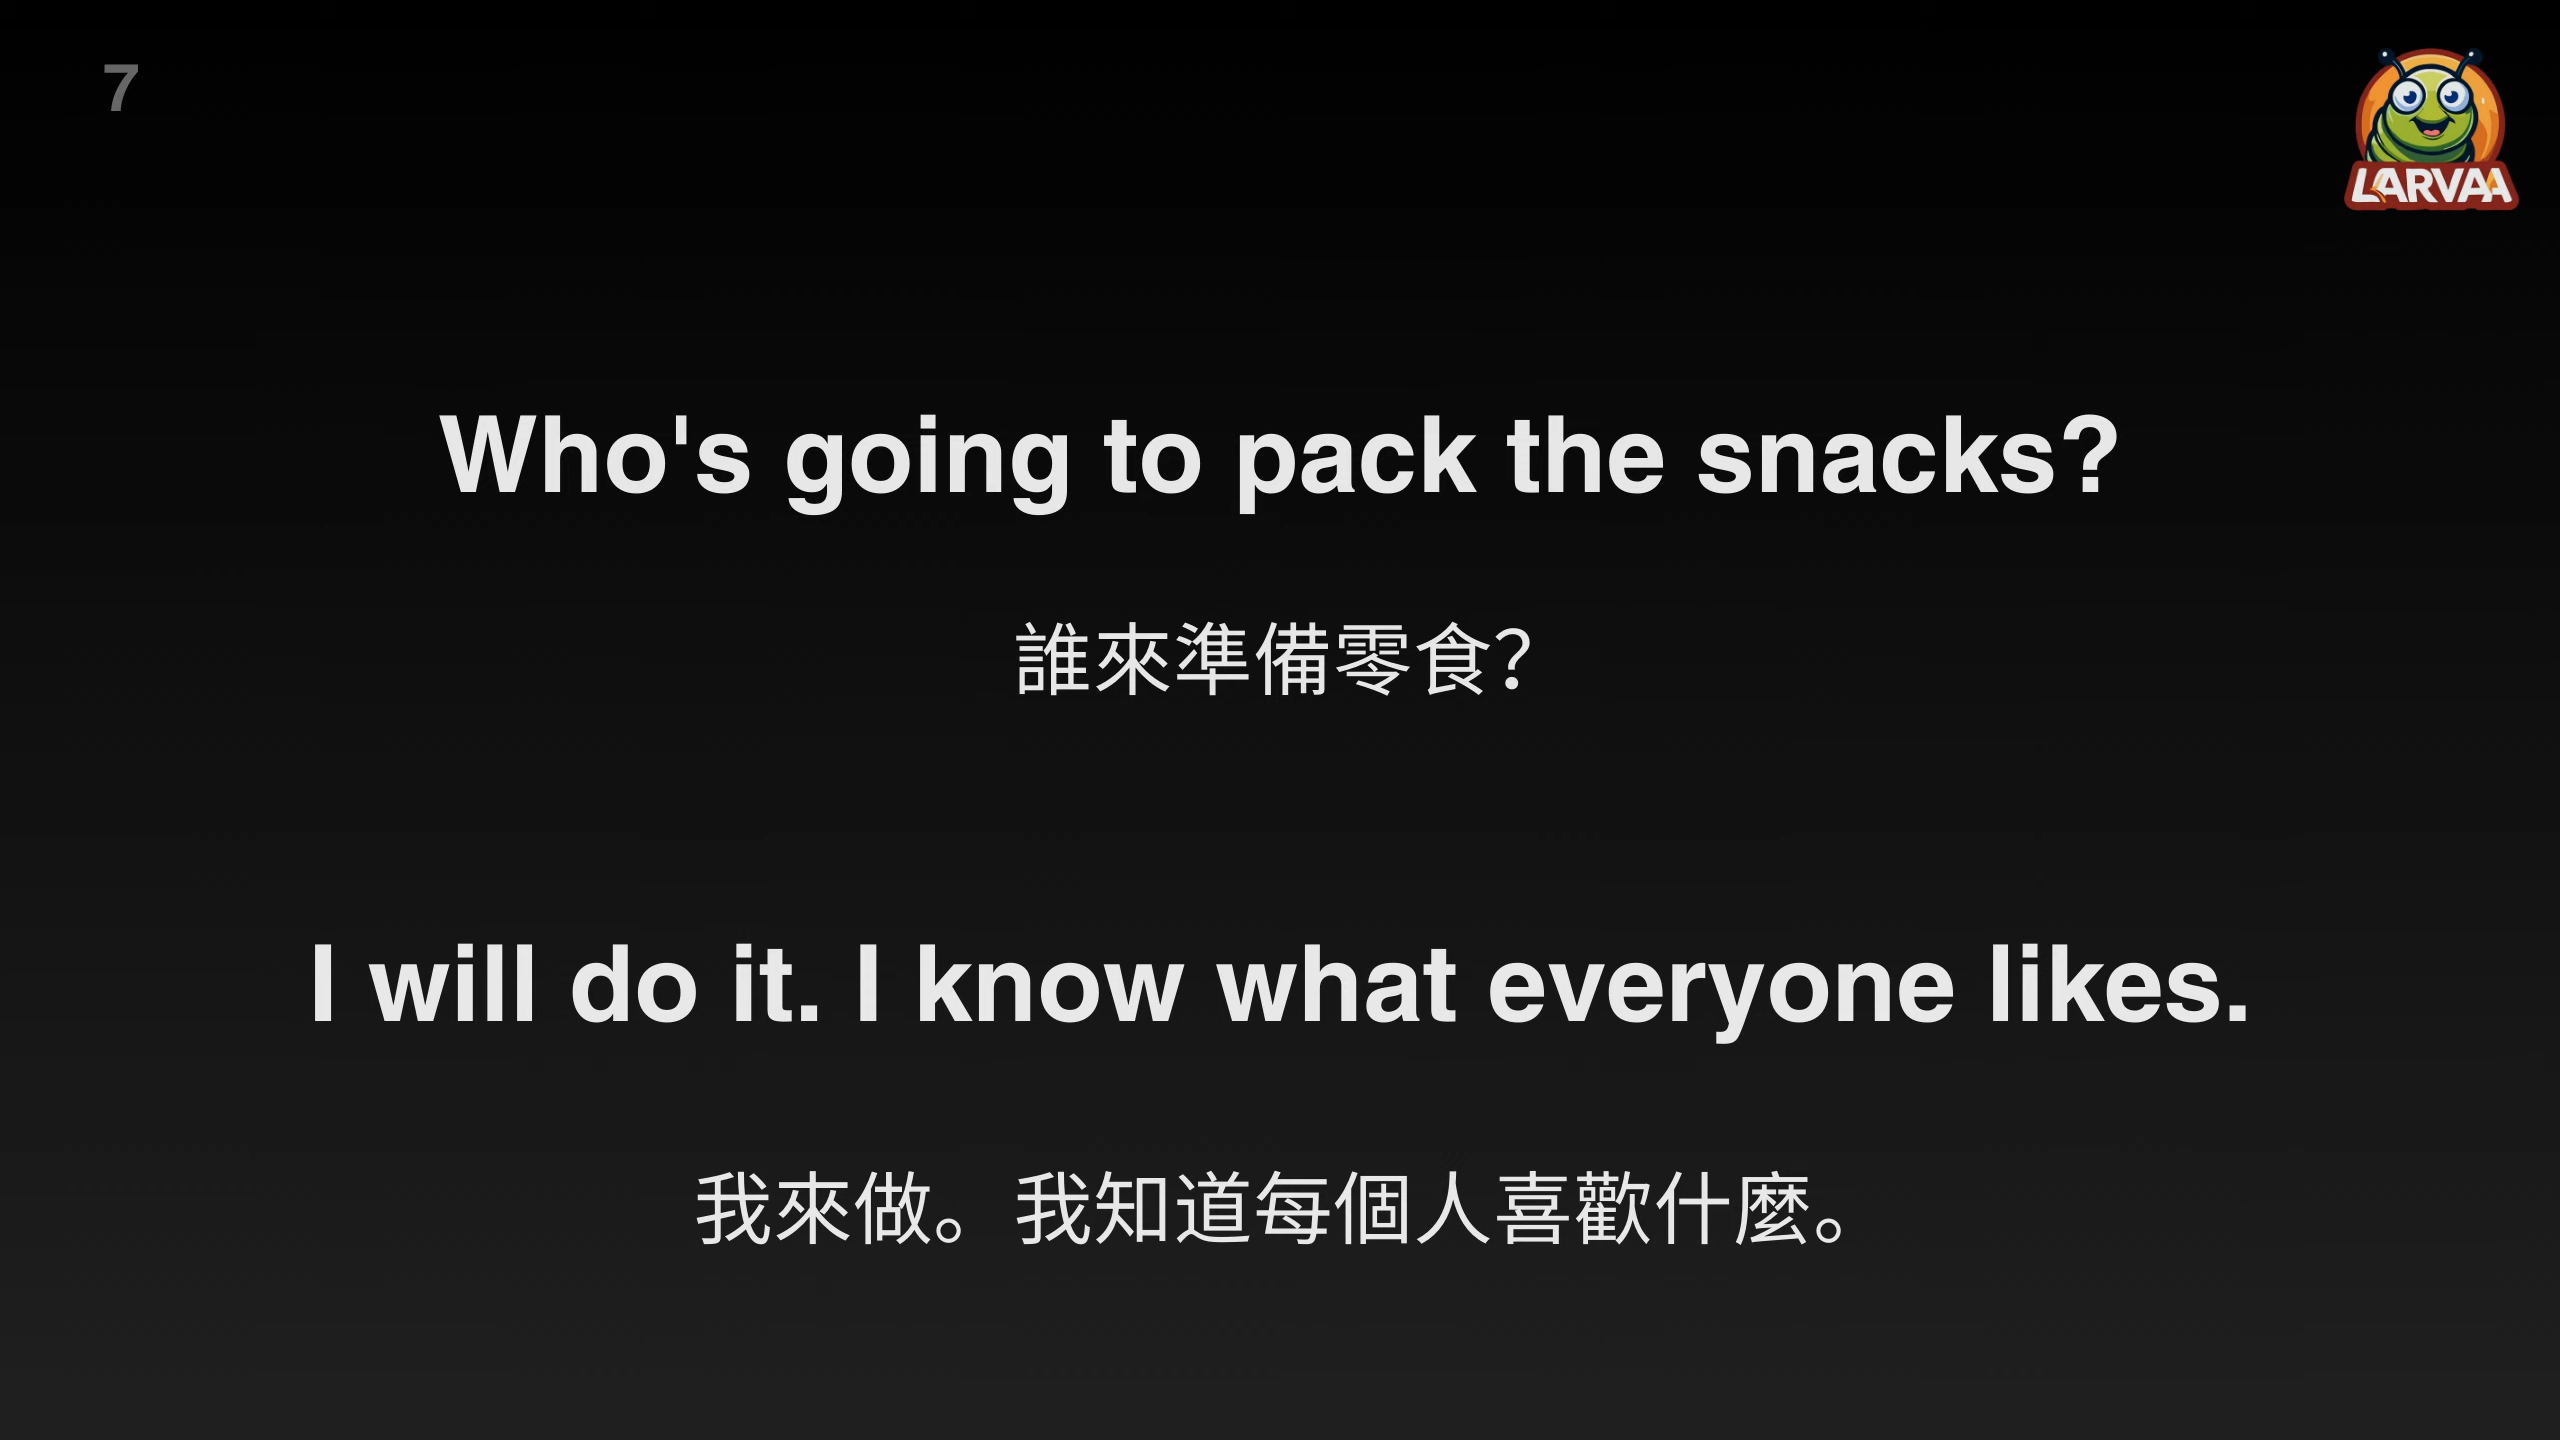 7
LARVAA
Who's going to pack the snacks?
誰來準備零食？
I will do it. I know what everyone likes.
我來做。我知道每個人喜歡什麼。